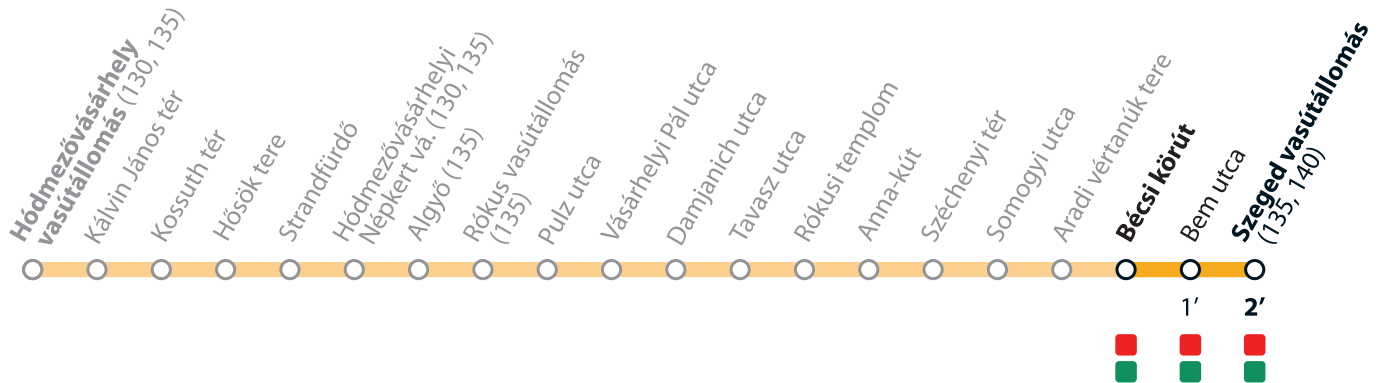 Hódmezővásárhely
vasútállomás (130, 135)
Kálvin János tér
Kossuth tér
Hősök tere
Strandfürdő
Hódmezővásárhelyi
Népkert vá. (130, 135)
Algyő (135)
Rókus vasútállomás
(135)
Pulz utca
Vásárhelyi Pál utca
Damjanich utca
Tavasz utca
Rókusi templom
Anna-kút
Széchenyi tér
Somogyi utca
Aradi vértanúk tere
Bécsi körút
Bem utca
Szeged vasútállomás
(135, 140)
1’
2’